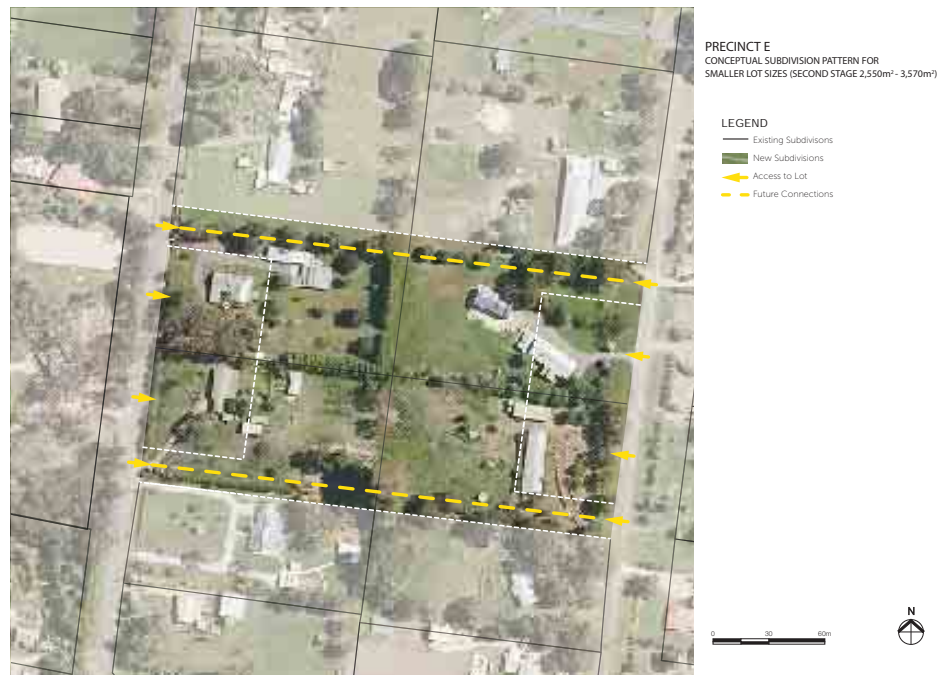 PRECINCT E
CONCEPTUAL SUBDIVISION PATTERN FOR
SMALLER LOT SIZES (SECOND STAGE 2,550m² - 3,570m²)
LEGEND
Existing Subdivisons
New Subdivisions
Access to Lot
Future Connections
0 30 60m
N